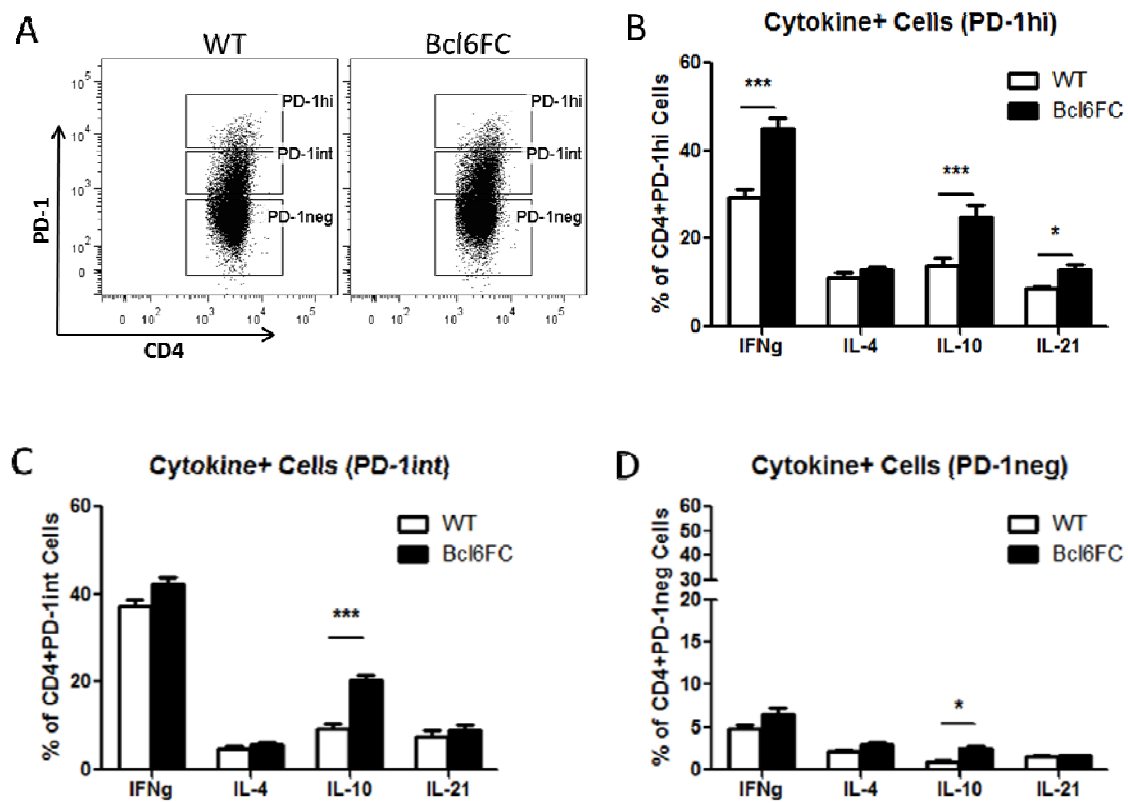 A
WT
Bcl6FC
PD-1
10^5
10^4
10^3
10^2
0
PD-1hi
PD-1int
PD-1neg
PD-1hi
PD-1int
PD-1neg
0 10^2 10^3 10^4 10^5
0 10^2 10^3 10^4 10^5
CD4
B
Cytokine+ Cells (PD-1hi)
% of CD4+PD-1hi Cells
60
40
20
0
WT
Bcl6FC
***
***
*
IFNg IL-4 IL-10 IL-21
C
Cytokine+ Cells (PD-1int)
% of CD4+PD-1int Cells
60
40
20
0
WT
Bcl6FC
***
IFNg IL-4 IL-10 IL-21
D
Cytokine+ Cells (PD-1neg)
% of CD4+PD-1neg Cells
60
50
40
30
20
15
10
5
0
WT
Bcl6FC
*
IFNg IL-4 IL-10 IL-21